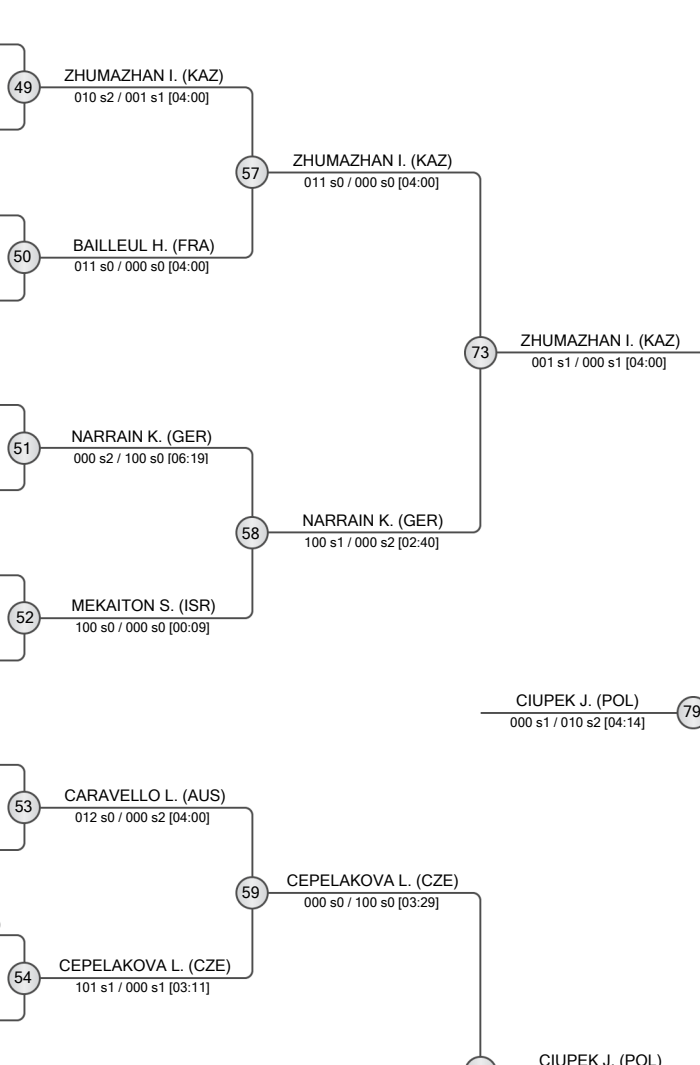 49
ZHUMAZHAN I. (KAZ)
010 s2 / 001 s1 [04:00]
57
ZHUMAZHAN I. (KAZ)
011 s0 / 000 s0 [04:00]
50
BAILLEUL H. (FRA)
011 s0 / 000 s0 [04:00]
73
ZHUMAZHAN I. (KAZ)
001 s1 / 000 s1 [04:00]
51
NARRAIN K. (GER)
000 s2 / 100 s0 [06:19]
58
NARRAIN K. (GER)
100 s1 / 000 s2 [02:40]
52
MEKAITON S. (ISR)
100 s0 / 000 s0 [00:09]
CIUPEK J. (POL)
000 s1 / 010 s2 [04:14]
79
53
CARAVELLO L. (AUS)
012 s0 / 000 s2 [04:00]
59
CEPELAKOVA L. (CZE)
000 s0 / 100 s0 [03:29]
54
CEPELAKOVA L. (CZE)
101 s1 / 000 s1 [03:11]
CIUPEK J. (POL)